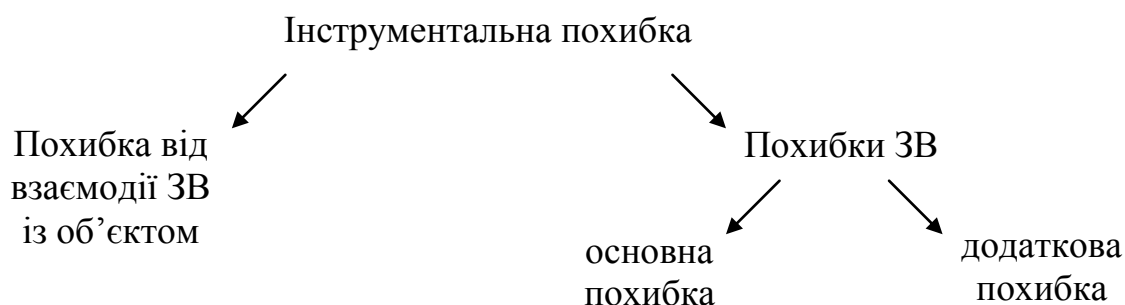 Інструментальна похибка
Похибка від
взаємодії ЗВ
із об’єктом
Похибки ЗВ
основна
похибка
додаткова
похибка